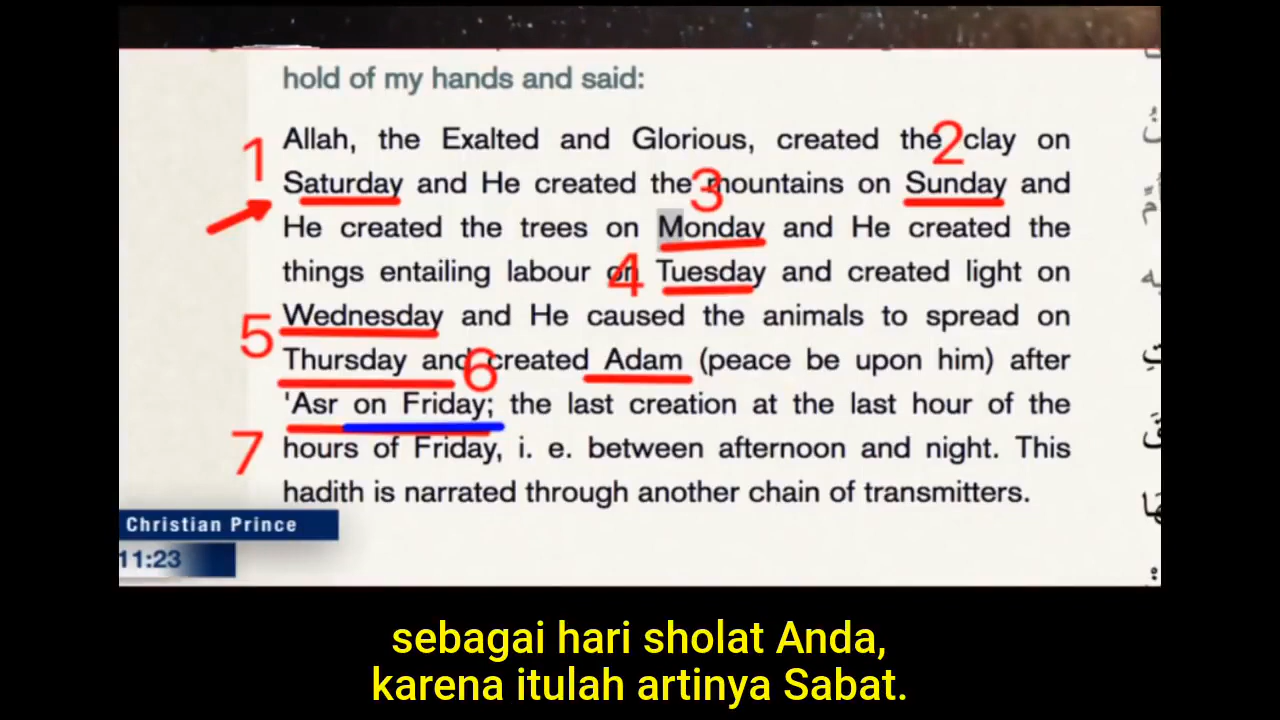 hold of my hands and said:
Allah, the Exalted and Glorious, created the clay on
Saturday and He created the mountains on Sunday and
He created the trees on Monday and He created the
things entailing labour on Tuesday and created light on
Wednesday and He caused the animals to spread on
Thursday and created Adam (peace be upon him) after
'Asr on Friday; the last creation at the last hour of the
hours of Friday, i. e. between afternoon and night. This
hadith is narrated through another chain of transmitters.
1
2
3
4
5
6
7
Christian Prince
11:23
sebagai hari sholat Anda,
karena itulah artinya Sabat.